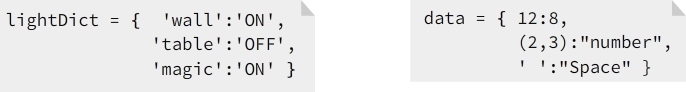 lightDict = {  'wall':'ON',
              'table':'OFF',
              'magic':'ON' }
data = { 12:8,
         (2,3):"number",
         ' ':"Space" }